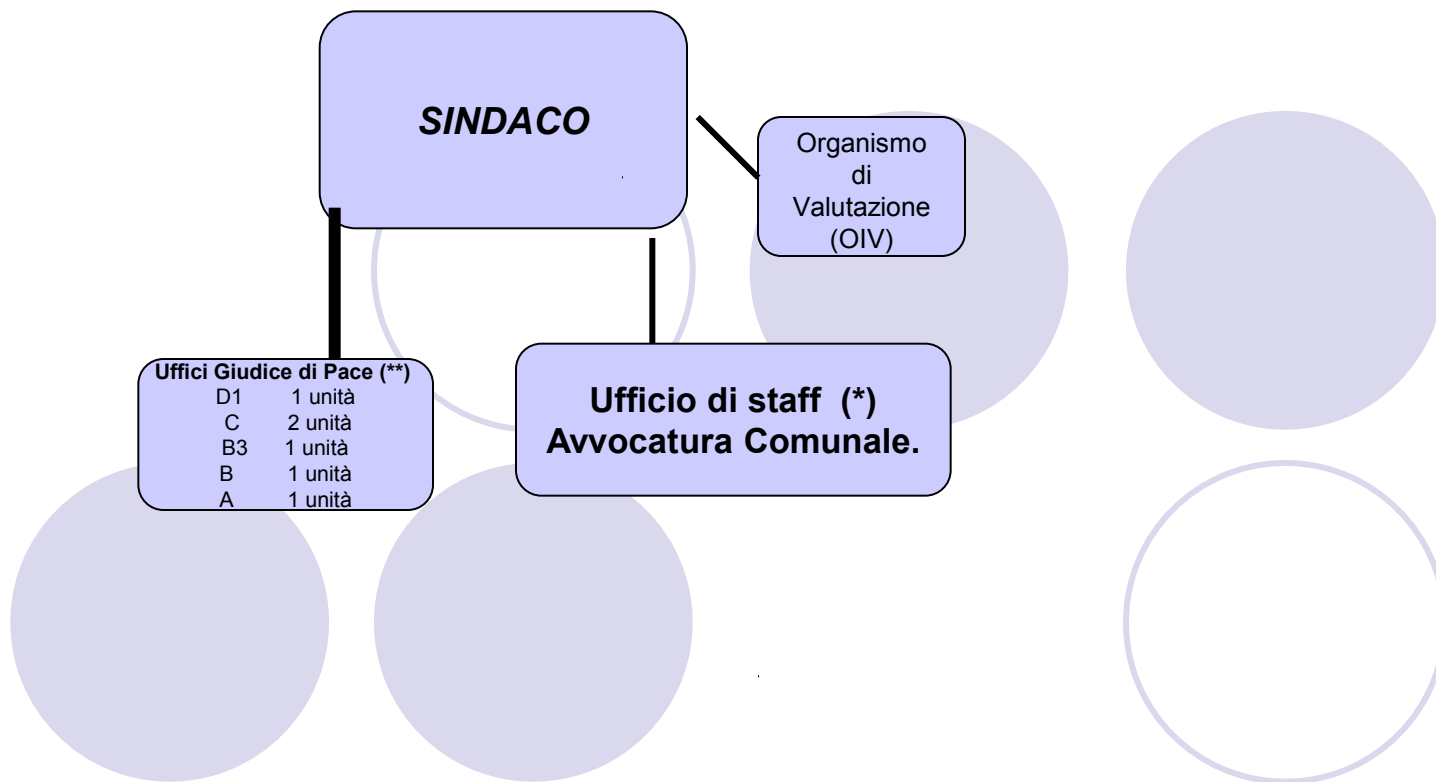 SINDACO
Organismo
di
Valutazione
(OIV)
Uffici Giudice di Pace (**)
D1 1 unità
C 2 unità
B3 1 unità
B 1 unità
A 1 unità
Ufficio di staff (*)
Avvocatura Comunale.